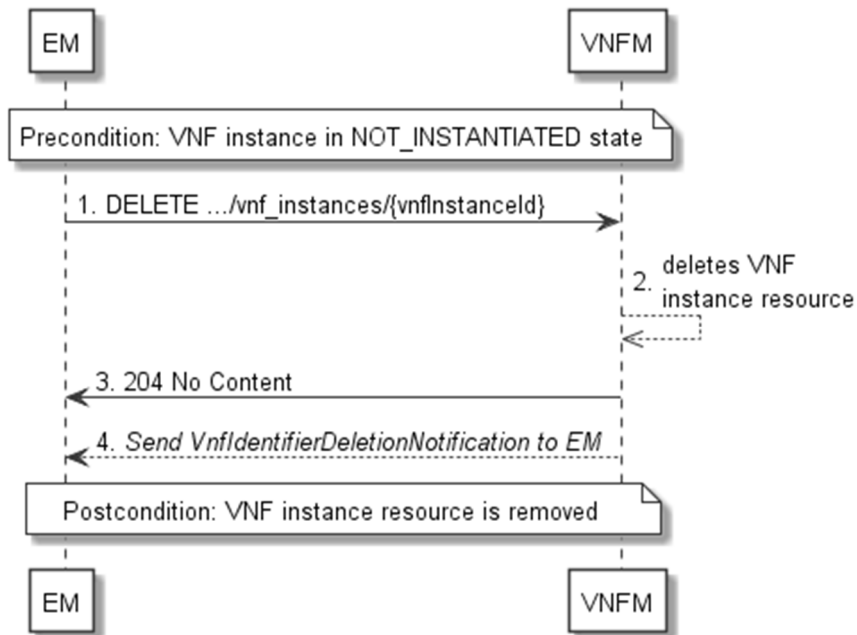 EM
VNFM
Precondition: VNF instance in NOT_INSTANTIATED state
1. DELETE .../vnf_instances/{vnfInstanceId}
2. deletes VNF
instance resource
3. 204 No Content
4. Send VnfIdentifierDeletionNotification to EM
Postcondition: VNF instance resource is removed
EM
VNFM